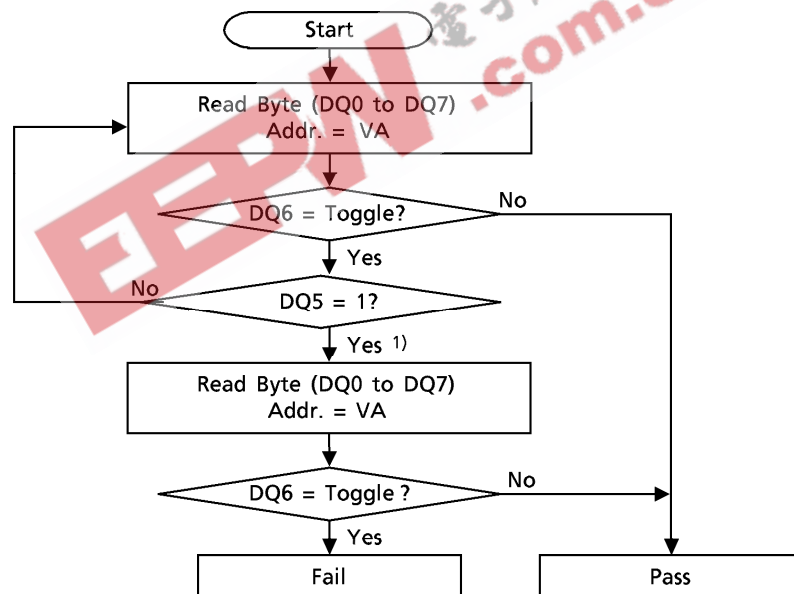 Start
Read Byte (DQ0 to DQ7)
Addr. = VA
DQ6 = Toggle?
No
Yes
No
DQ5 = 1?
Yes 1)
Read Byte (DQ0 to DQ7)
Addr. = VA
DQ6 = Toggle ?
No
Yes
Fail
Pass
EEPW
.com.c